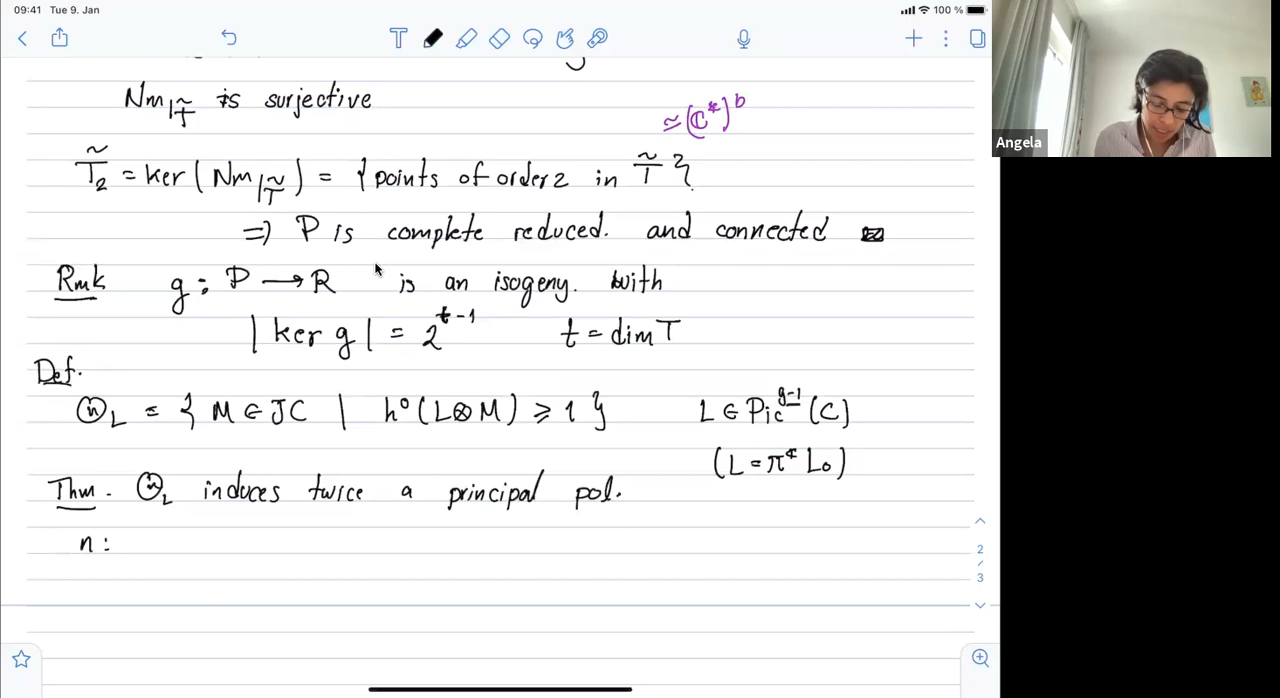 09:41 Tue 9. Jan
100 %
Angela
Nm|T̃ is surjective
≃(ℂ*)^b
T̃₂ = ker(Nm|T̃) = { points of order 2 in T̃ }
⇒ P is complete reduced. and connected
Rmk g : P → R is an isogeny. with
|ker g| = 2^{t-1} t = dim T
Def.
Ⓗ_L = { M ∈ JC | h⁰(L⊗M) ⩾ 1 } L ∈ Pic^{g-1}(C)
(L = π* L₀)
Thm. Ⓗ_L induces twice a principal pol.
n :
2
/
3